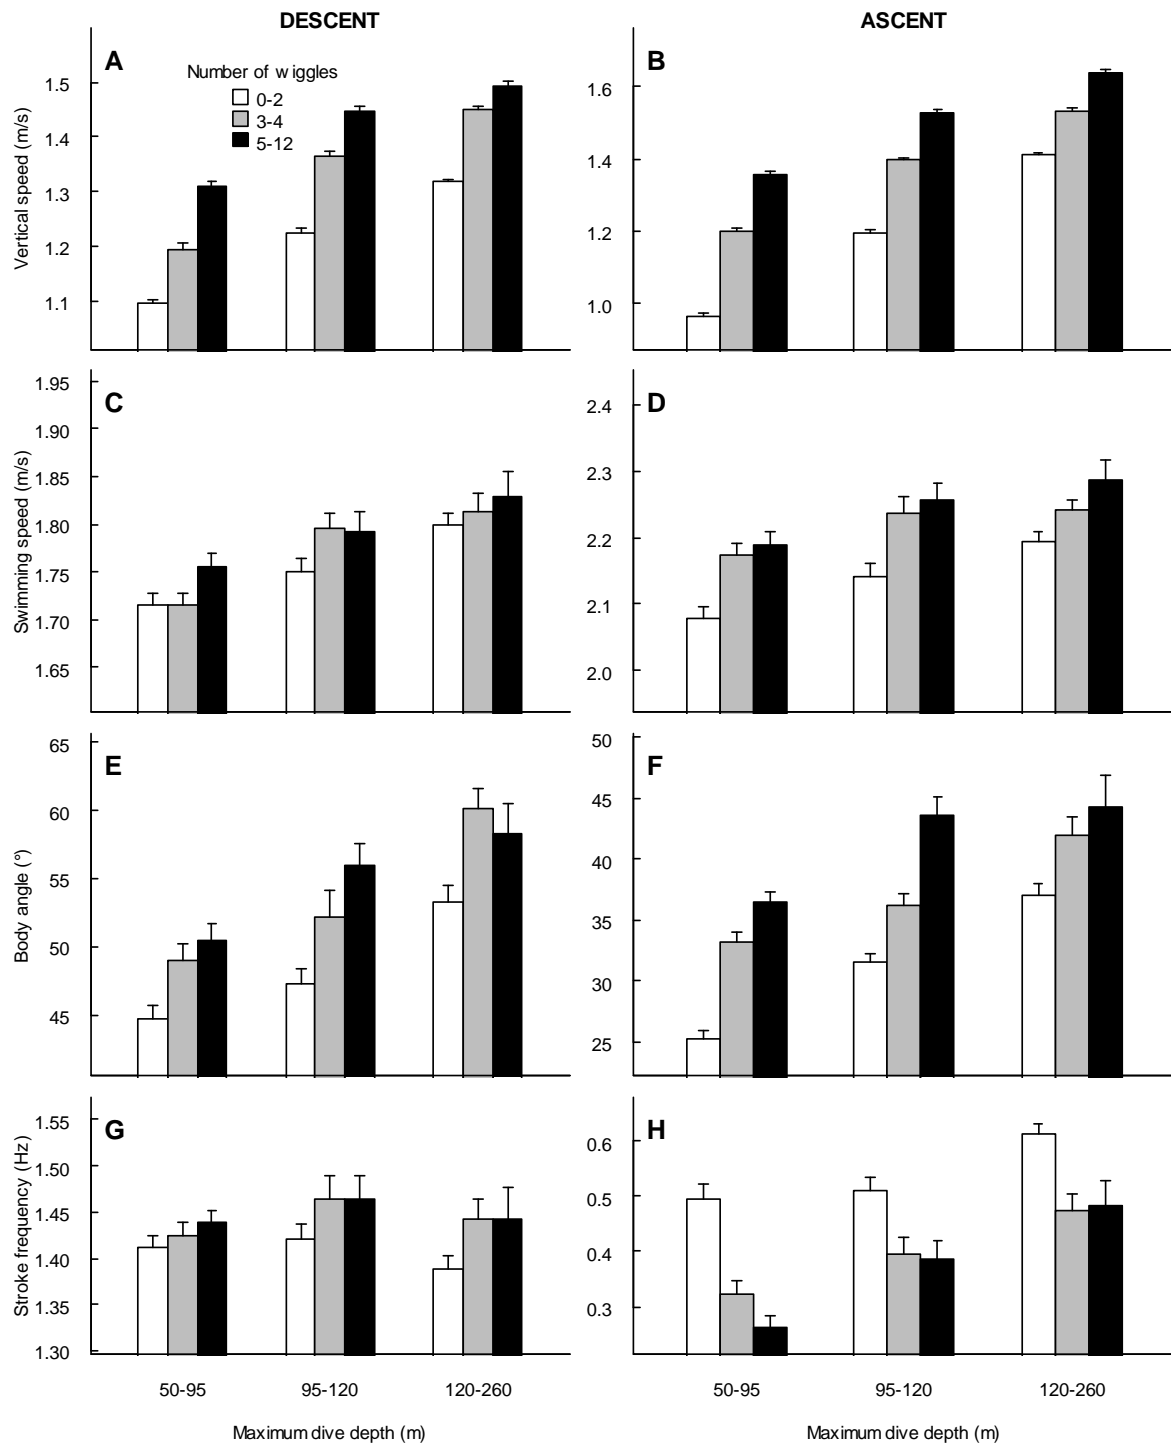 DESCENT
ASCENT
A
Number of wiggles
0-2
3-4
5-12
Vertical speed (m/s)
1.5
1.4
1.3
1.2
1.1
B
1.6
1.4
1.2
1.0
C
Swimming speed (m/s)
1.95
1.90
1.85
1.80
1.75
1.70
1.65
D
2.4
2.3
2.2
2.1
2.0
E
Body angle (°)
65
60
55
50
45
F
50
45
40
35
30
25
G
Stroke frequency (Hz)
1.55
1.50
1.45
1.40
1.35
1.30
H
0.6
0.5
0.4
0.3
50-95 95-120 120-260
50-95 95-120 120-260
Maximum dive depth (m)
Maximum dive depth (m)